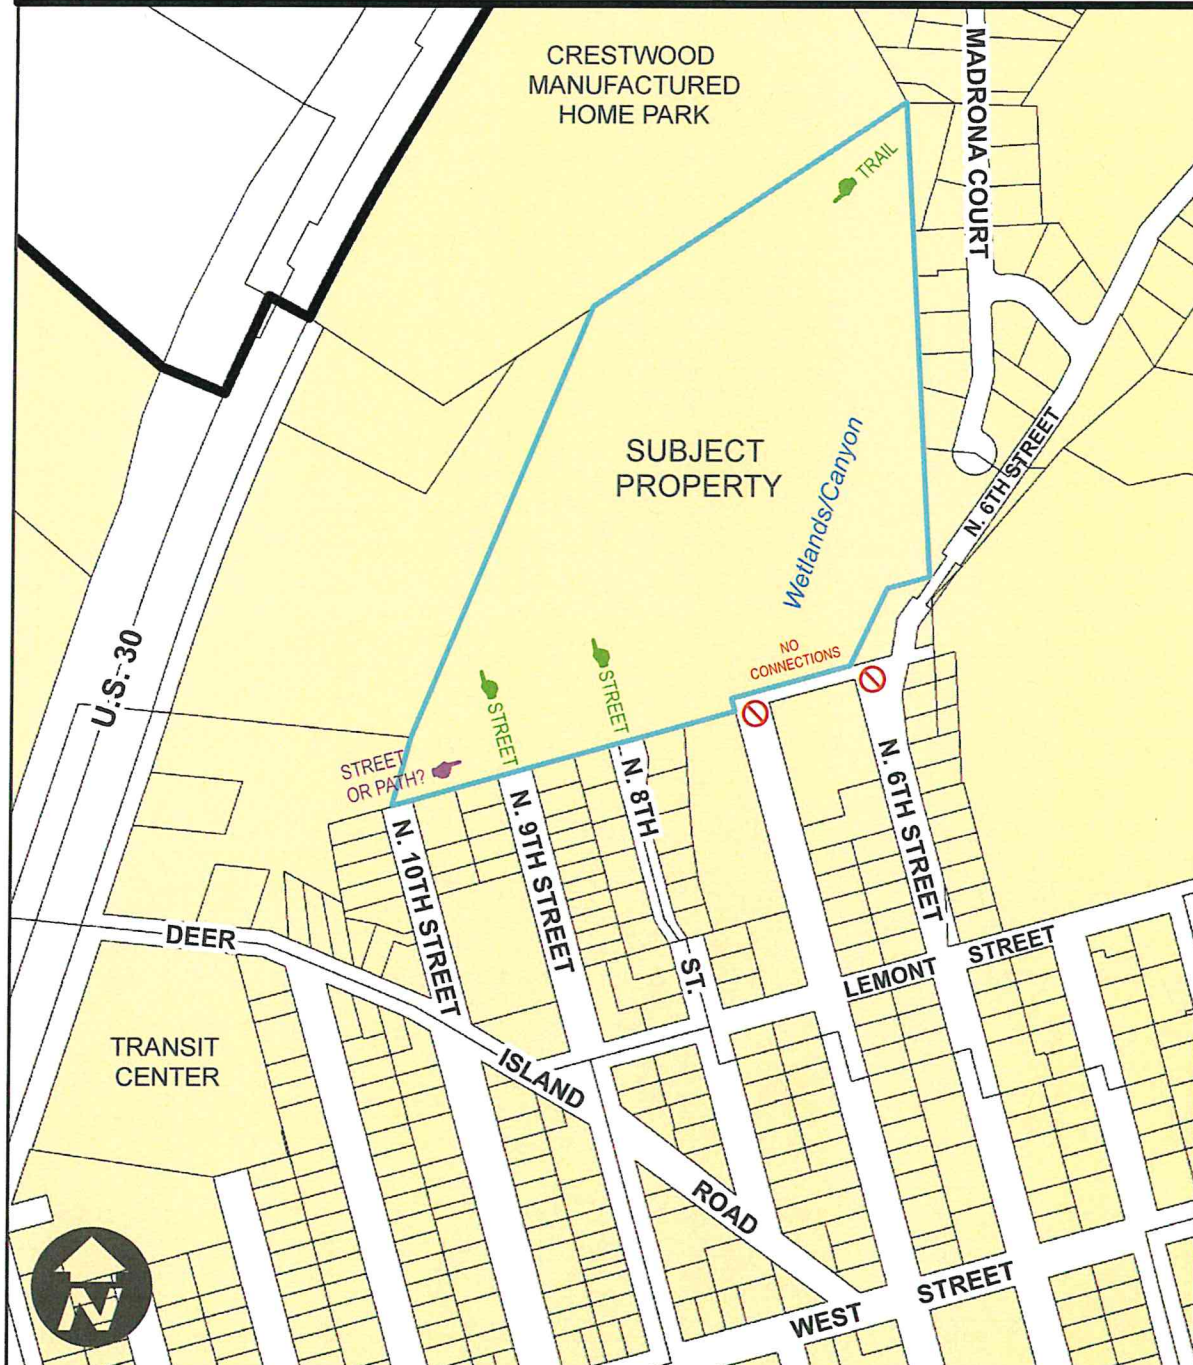 CRESTWOOD
MANUFACTURED
HOME PARK
MADRONA COURT
TRAIL
SUBJECT
PROPERTY
Wetlands/Canyon
N. 6TH STREET
U.S. 30
NO
CONNECTIONS
STREET
STREET
STREET
OR PATH?
N. 10TH STREET
N. 9TH STREET
N. 8TH
ST.
N. 6TH STREET
DEER
ISLAND
ROAD
LEMONT
STREET
TRANSIT
CENTER
WEST
STREET
N